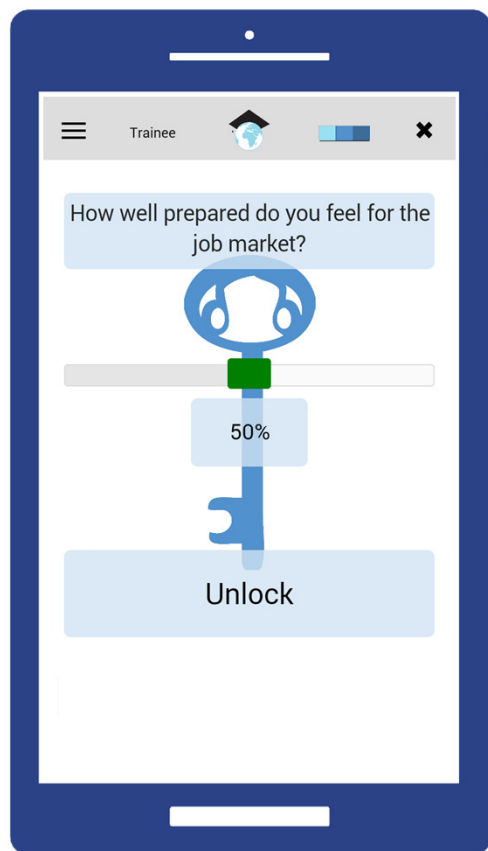 Trainee
How well prepared do you feel for the
job market?
50%
Unlock